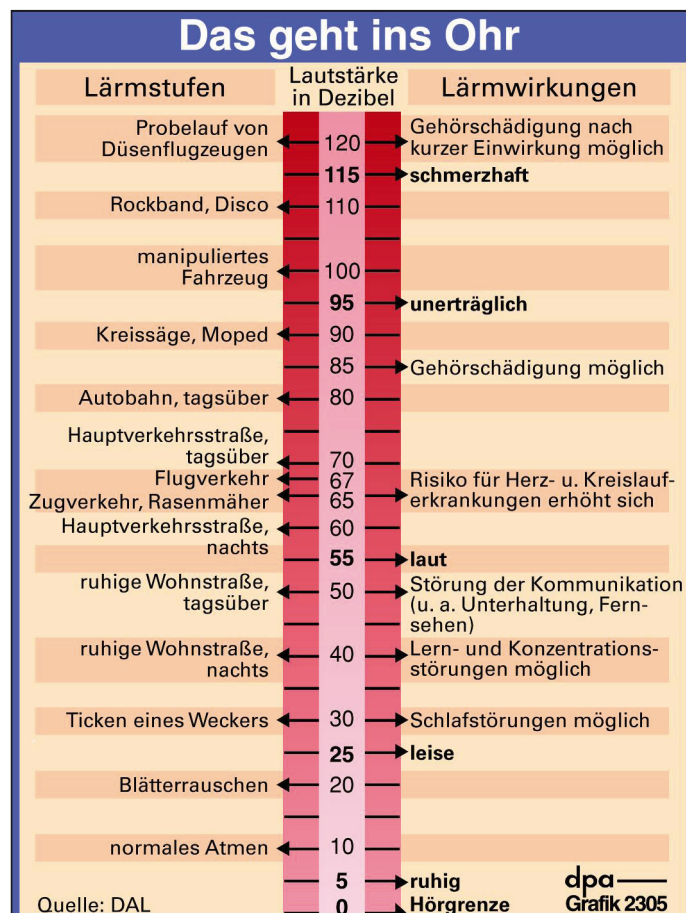 Das geht ins Ohr
Lärmstufen
Lautstärke
in Dezibel
Lärmwirkungen
Probelauf von
Düsenflugzeugen
120
Gehörschädigung nach
kurzer Einwirkung möglich
115
schmerzhaft
Rockband, Disco
110
manipuliertes
Fahrzeug
100
95
unerträglich
Kreissäge, Moped
90
85
Gehörschädigung möglich
Autobahn, tagsüber
80
Hauptverkehrsstraße,
tagsüber
70
Flugverkehr
67
Zugverkehr, Rasenmäher
65
Risiko für Herz- u. Kreislauf-
erkrankungen erhöht sich
Hauptverkehrsstraße,
nachts
60
55
laut
ruhige Wohnstraße,
tagsüber
50
Störung der Kommunikation
(u. a. Unterhaltung, Fern-
sehen)
ruhige Wohnstraße,
nachts
40
Lern- und Konzentrations-
störungen möglich
Ticken eines Weckers
30
Schlafstörungen möglich
25
leise
Blätterrauschen
20
normales Atmen
10
5
ruhig
0
Hörgrenze
Quelle: DAL
dpa
Grafik 2305